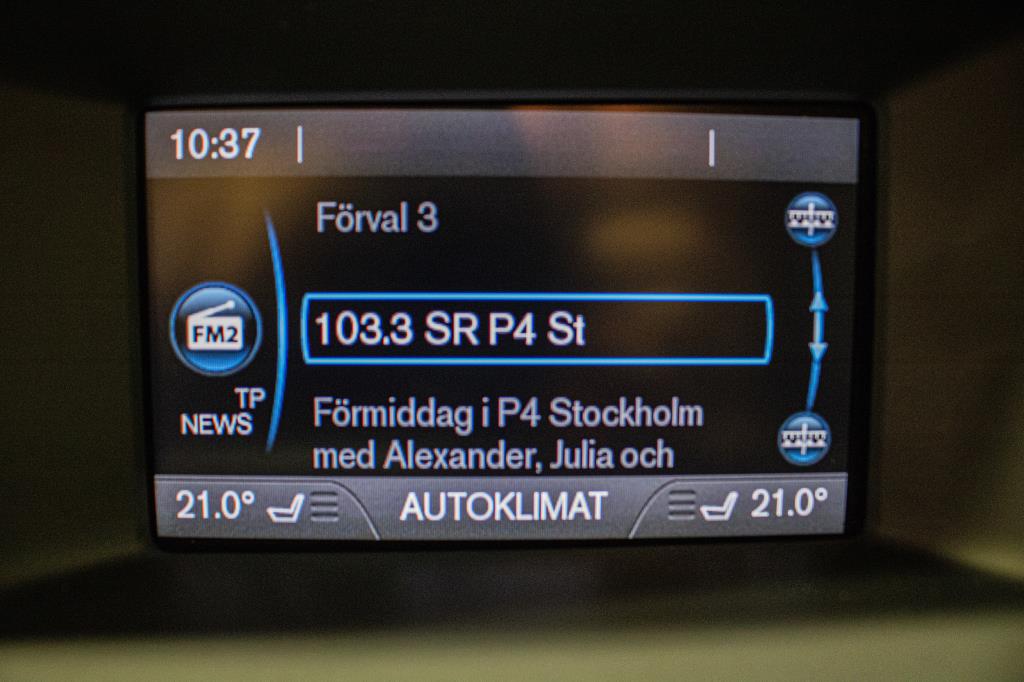 10:37
Förval 3
103.3 SR P4 St
FM2
TP
NEWS
Förmiddag i P4 Stockholm
med Alexander, Julia och
21.0° AUTOKLIMAT 21.0°